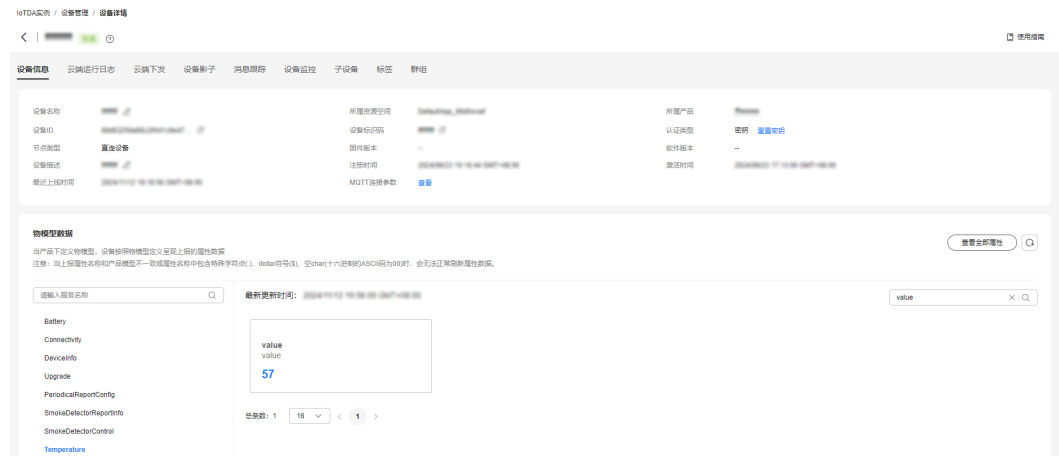 IoTDA实例 / 设备管理 / 设备详情
使用指南
设备信息 云端运行日志 云端下发 设备影子 消息跟踪 设备监控 子设备 标签 群组
设备名称 所属资源空间 所属产品
设备ID 设备标识码 认证类型 密钥 重置密钥
节点类型 直连设备 固件版本 -- 软件版本 --
设备描述 注册时间 激活时间
最近上线时间 MQTT连接参数 查看
物模型数据
当产品下定义物模型，设备按照物模型定义呈现上报的属性数据
查看全部属性
注意：当上报属性名称和产品模型不一致或属性名称中包含特殊字符点(.)、dollar符号($)、空char(十六进制的ASCII码为00)时，会无法正常刷新属性数据。
请输入服务名称
最新更新时间：
value
Battery
Connectivity
DeviceInfo
Upgrade
PeriodicalReportConfig
SmokeDetectorReportInfo
SmokeDetectorControl
Temperature
value
value
57
总条数：1 16 1